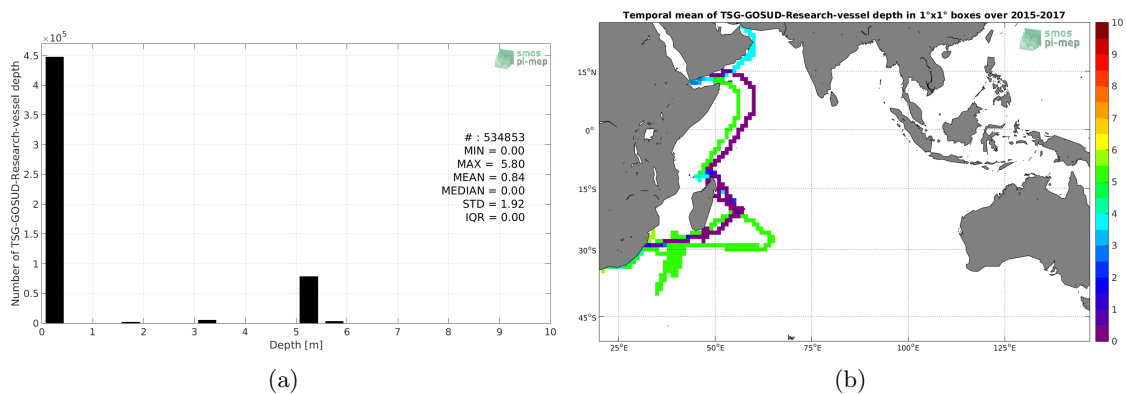 ×10⁵
4.5
4
3.5
3
2.5
2
1.5
1
0.5
0
Number of TSG-GOSUD-Research-vessel depth
smos
pi-mep
# : 534853
MIN = 0.00
MAX = 5.80
MEAN = 0.84
MEDIAN = 0.00
STD = 1.92
IQR = 0.00
0 1 2 3 4 5 6 7 8 9 10
Depth [m]
(a)
Temporal mean of TSG-GOSUD-Research-vessel depth in 1°x1° boxes over 2015-2017
smos
pi-mep
15°N
0°
15°S
30°S
45°S
25°E 50°E 75°E 100°E 125°E
10
9
8
7
6
5
4
3
2
1
0
(b)